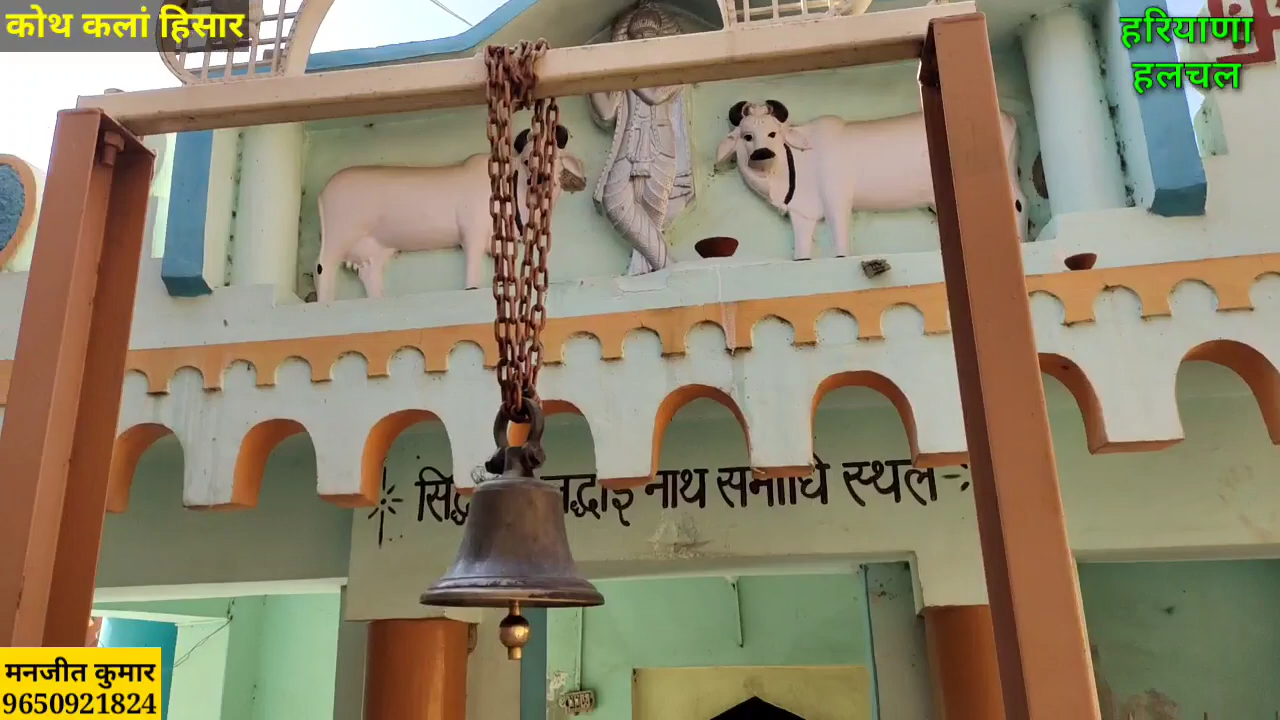 कोथ कलां हिसार
हरियाणा
हलचल
नाथ समाधि स्थल
मनजीत कुमार
9650921824